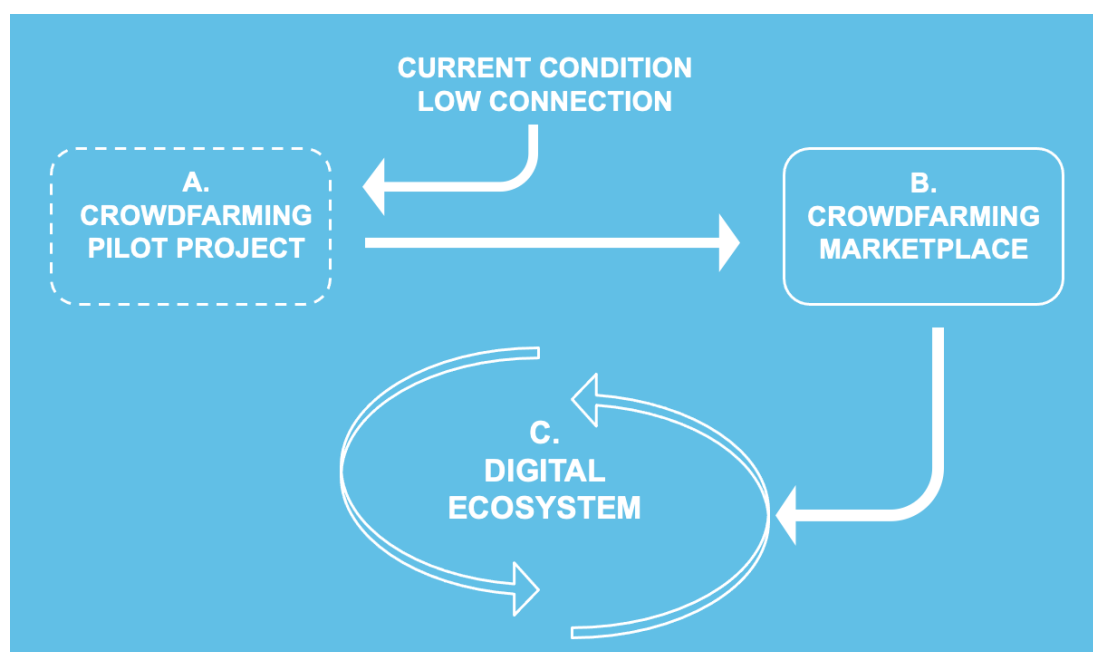 CURRENT CONDITION
LOW CONNECTION
A.
CROWDFARMING
PILOT PROJECT
B.
CROWDFARMING
MARKETPLACE
C.
DIGITAL
ECOSYSTEM